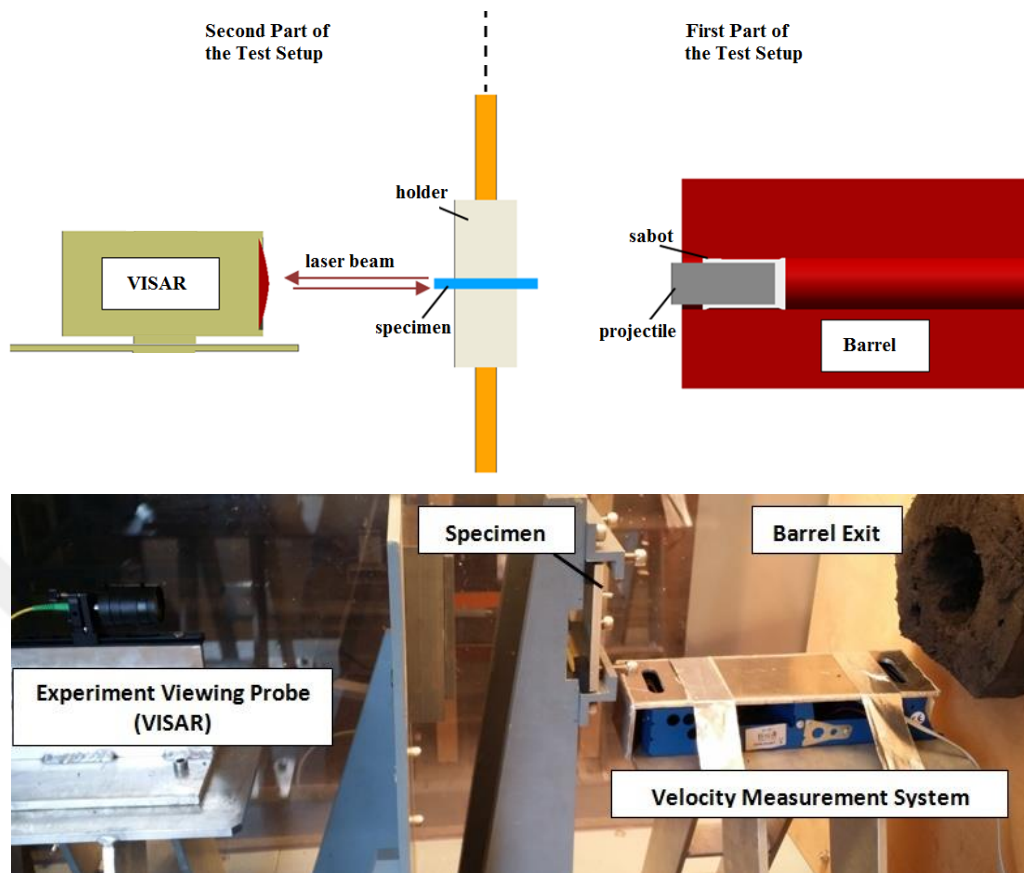 Second Part of
the Test Setup
First Part of
the Test Setup
holder
sabot
laser beam
VISAR
specimen
projectile
Barrel
Specimen
Barrel Exit
Experiment Viewing Probe
(VISAR)
Velocity Measurement System